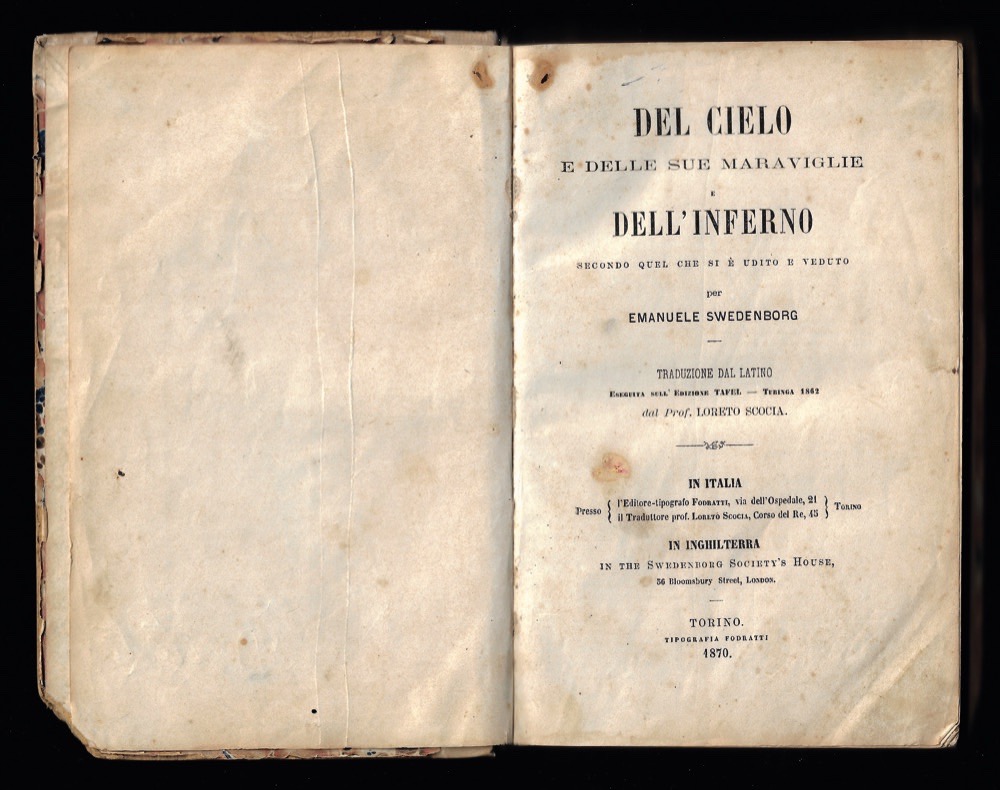 DEL CIELO
E DELLE SUE MARAVIGLIE
E
DELL'INFERNO
SECONDO QUEL CHE SI È UDITO E VEDUTO
per
EMANUELE SWEDENBORG
TRADUZIONE DAL LATINO
ESEGUITA SULL' EDIZIONE TAFEL — TUBINGA 1862
dal Prof. LORETO SCOCIA.
IN ITALIA
Presso { l'Editore-tipografo FODRATTI, via dell'Ospedale, 21 } TORINO
il Traduttore prof. LORETO SCOCIA, Corso del Re, 45
IN INGHILTERRA
IN THE SWEDENBORG SOCIETY'S HOUSE,
36 Bloomsbury Street, LONDON.
TORINO.
TIPOGRAFIA FODRATTI
1870.